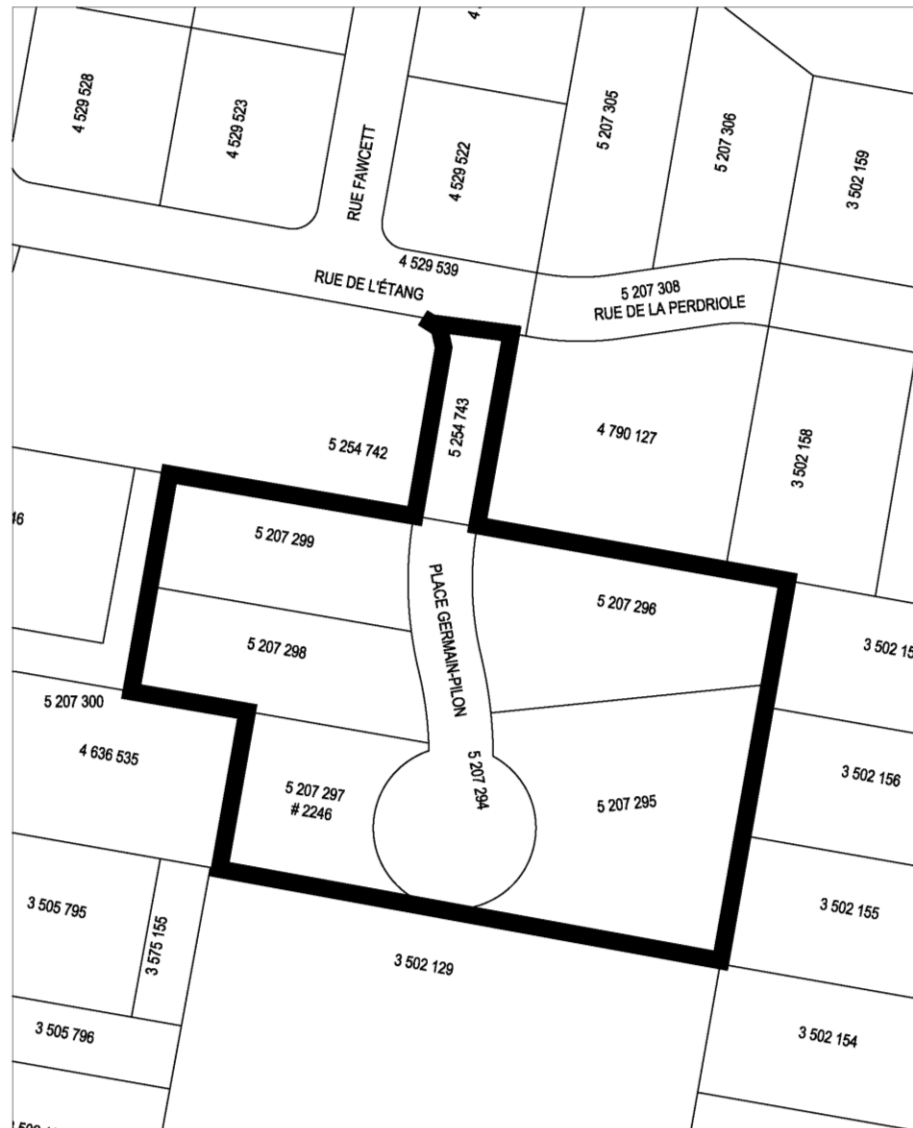 4 529 528
4 529 523
RUE FAWCETT
4 529 522
5 207 305
5 207 306
3 502 159
4 529 539
RUE DE L'ÉTANG
5 207 308
RUE DE LA PERDRIOLE
5 254 743
4 790 127
3 502 158
5 254 742
5 207 299
PLACE GERMAIN-PILON
5 207 296
5 207 298
5 207 300
4 636 535
5 207 297
# 2246
5 207 294
5 207 295
3 502 156
3 505 795
3 575 155
3 502 155
3 502 129
3 505 796
3 502 154